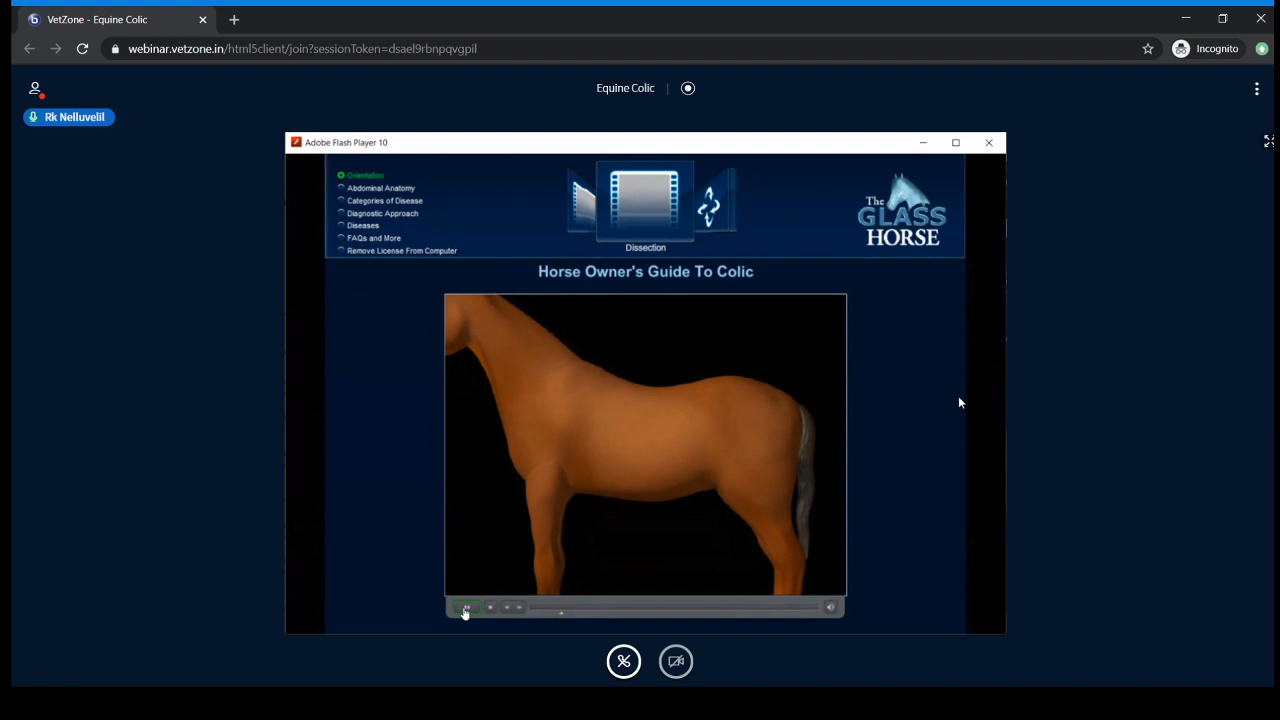 VetZone - Equine Colic
webinar.vetzone.in/html5client/join?sessionToken=dsael9rbnpqvgpil
Incognito
Equine Colic
Rk Nelluvelil
Adobe Flash Player 10
Orientation
Abdominal Anatomy
Categories of Disease
Diagnostic Approach
Diseases
FAQs and More
Remove License From Computer
Dissection
The
GLASS
HORSE
Horse Owner's Guide To Colic